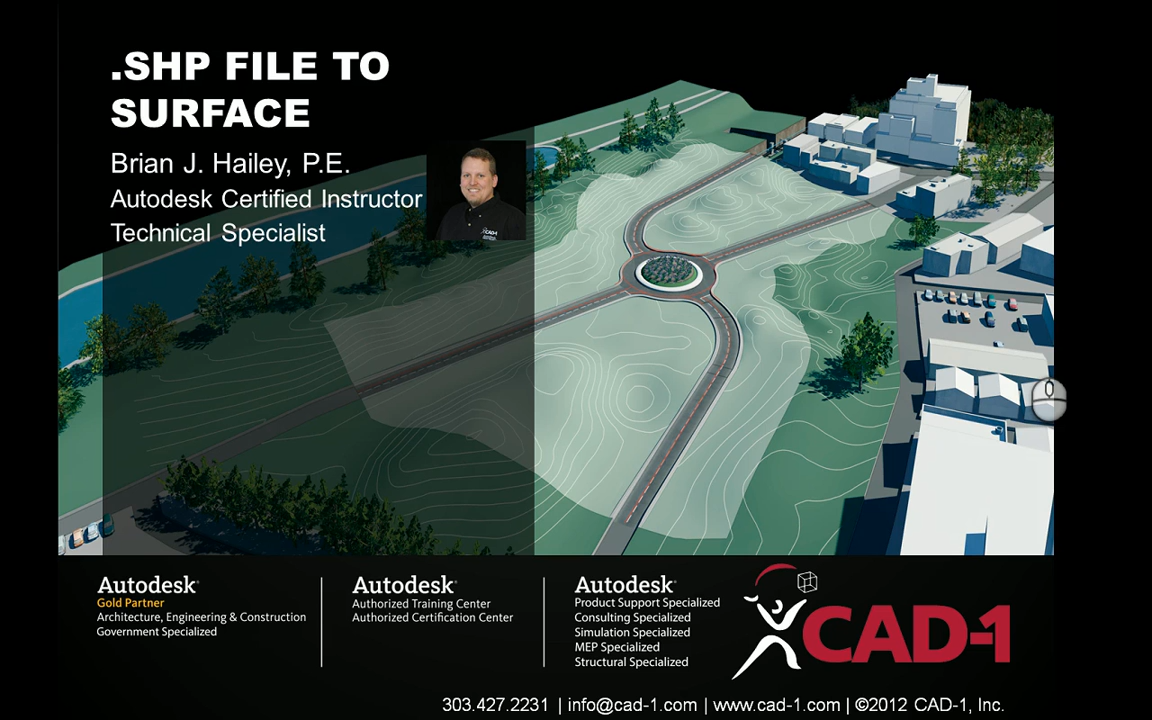 .SHP FILE TO
SURFACE
Brian J. Hailey, P.E.
Autodesk Certified Instructor
Technical Specialist
CAD-1
Autodesk®
Gold Partner
Architecture, Engineering & Construction
Government Specialized
Autodesk®
Authorized Training Center
Authorized Certification Center
Autodesk®
Product Support Specialized
Consulting Specialized
Simulation Specialized
MEP Specialized
Structural Specialized
CAD-1
303.427.2231 | info@cad-1.com | www.cad-1.com | ©2012 CAD-1, Inc.